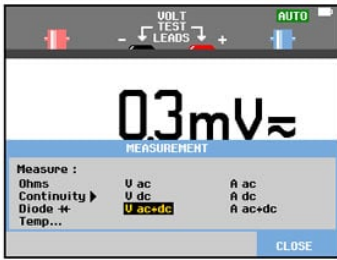 VOLT
TEST
LEADS
- +
AUTO
0.3mV≂
MEASUREMENT
Measure :
Ohms V ac A ac
Continuity V dc A dc
Diode V ac+dc A ac+dc
Temp...
CLOSE